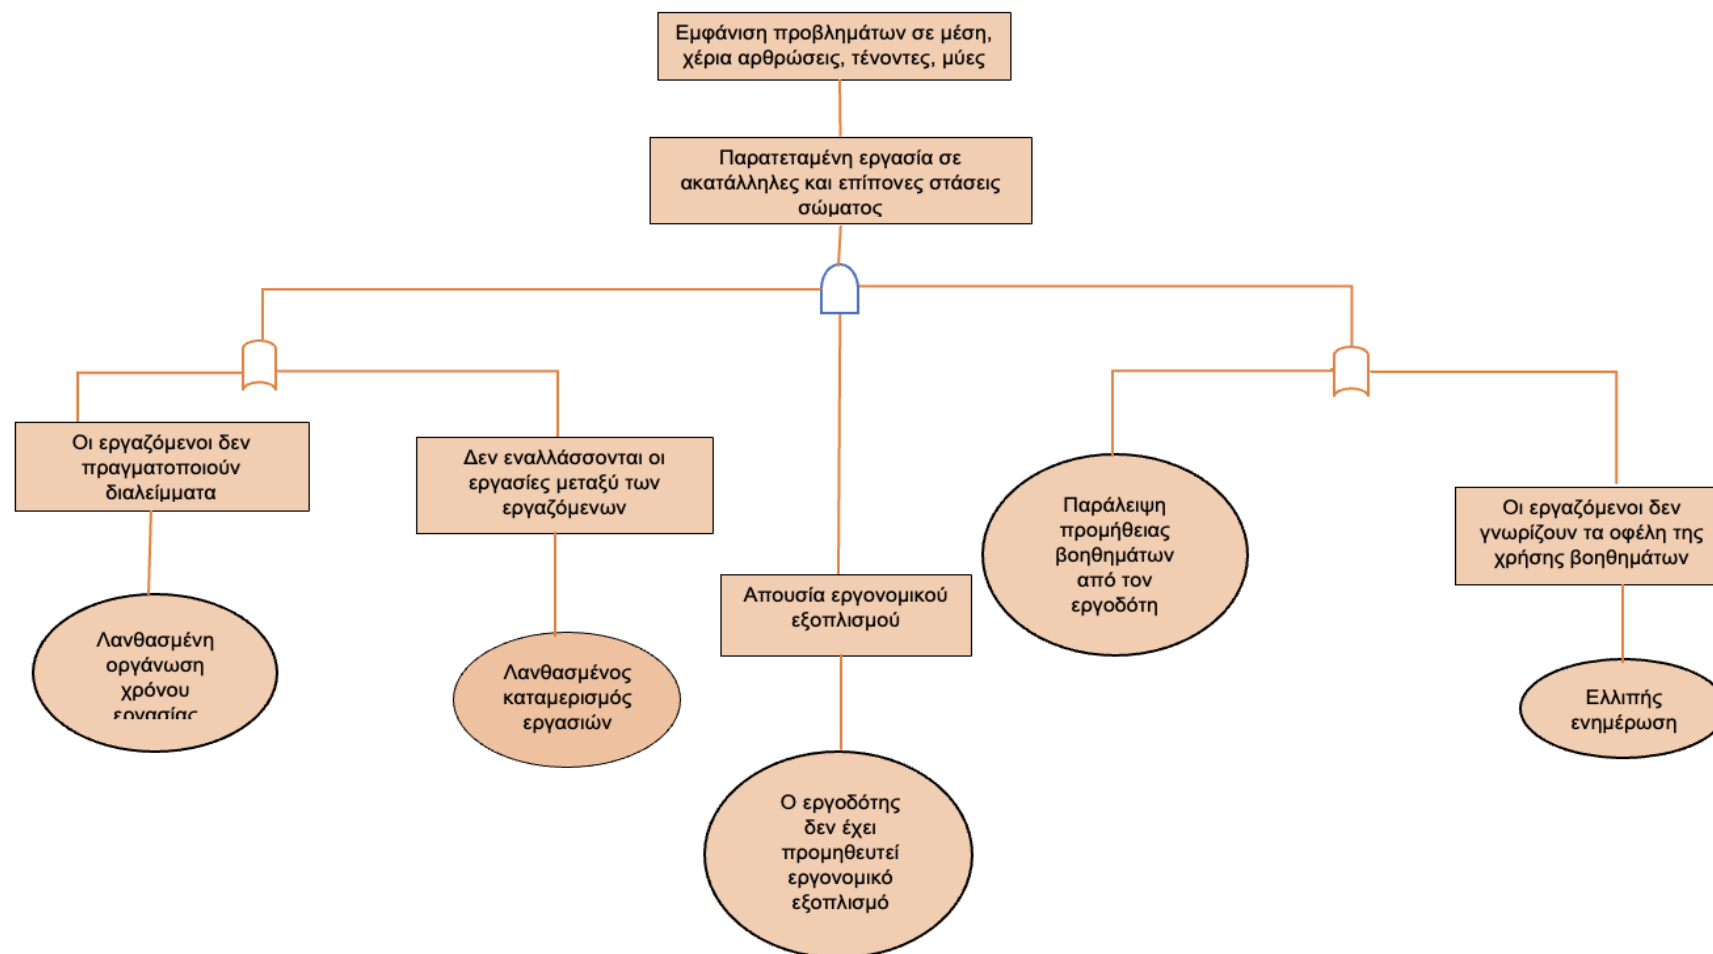 Εμφάνιση προβλημάτων σε μέση,
χέρια αρθρώσεις, τένοντες, μύες
Παρατεταμένη εργασία σε
ακατάλληλες και επίπονες στάσεις
σώματος
Οι εργαζόμενοι δεν
πραγματοποιούν
διαλείμματα
Δεν εναλλάσσονται οι
εργασίες μεταξύ των
εργαζόμενων
Παράλειψη
προμήθειας
βοηθημάτων
από τον
εργοδότη
Οι εργαζόμενοι δεν
γνωρίζουν τα οφέλη της
χρήσης βοηθημάτων
Απουσία εργονομικού
εξοπλισμού
Λανθασμένη
οργάνωση
χρόνου
εργασίας
Λανθασμένος
καταμερισμός
εργασιών
Ελλιπής
ενημέρωση
Ο εργοδότης
δεν έχει
προμηθευτεί
εργονομικό
εξοπλισμό